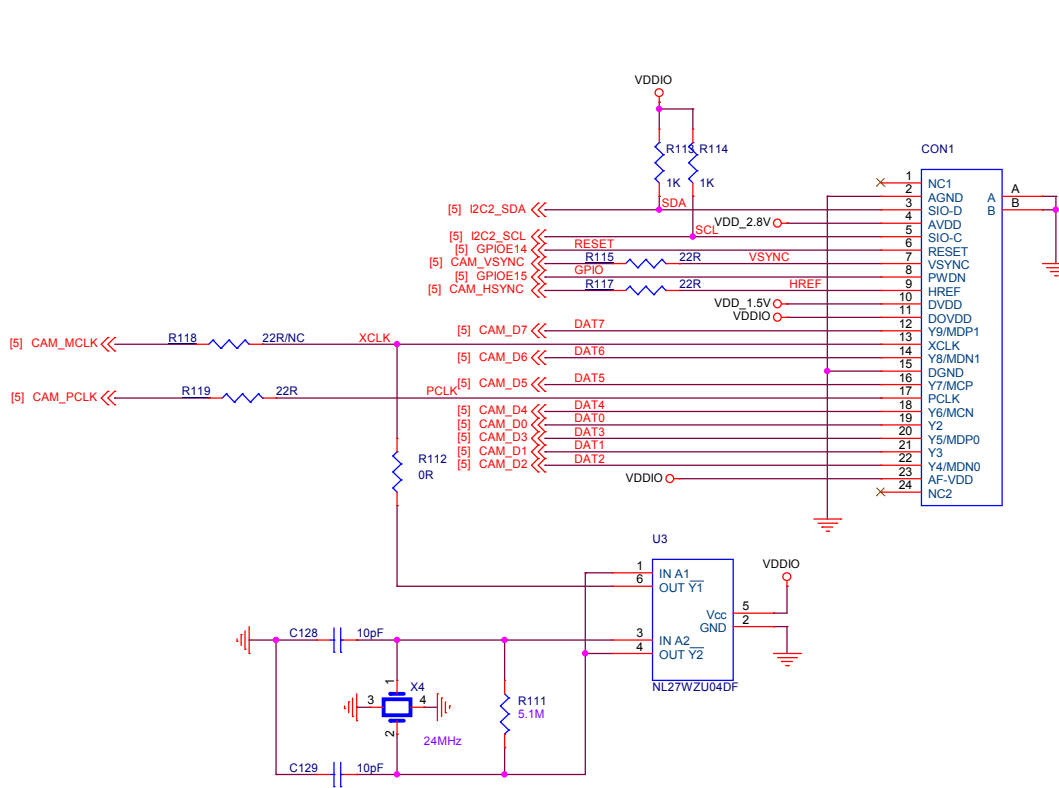 VDDIO
CON1
R113 R114
1K 1K
1 NC1
2 AGND A A
[5] I2C2_SDA SDA 3 SIO-D B B
VDD_2.8V 4 AVDD
[5] I2C2_SCL SCL 5 SIO-C
[5] GPIOE14 RESET 6 RESET
[5] CAM_VSYNC R115 22R VSYNC 7 VSYNC
[5] GPIOE15 GPIO 8 PWDN
[5] CAM_HSYNC R117 22R HREF 9 HREF
VDD_1.5V 10 DVDD
VDDIO 11 DOVDD
[5] CAM_D7 DAT7 12 Y9/MDP1
[5] CAM_MCLK R118 22R/NC XCLK 13 XCLK
[5] CAM_D6 DAT6 14 Y8/MDN1
15 DGND
[5] CAM_D5 DAT5 16 Y7/MCP
[5] CAM_PCLK R119 22R PCLK 17 PCLK
[5] CAM_D4 DAT4 18 Y6/MCN
[5] CAM_D0 DAT0 19 Y2
[5] CAM_D3 DAT3 20 Y5/MDP0
[5] CAM_D1 DAT1 21 Y3
[5] CAM_D2 DAT2 22 Y4/MDN0
VDDIO 23 AF-VDD
24 NC2
R112
0R
U3
VDDIO
1 IN A1
6 OUT Y1
Vcc 5
GND 2
3 IN A2
4 OUT Y2
NL27WZU04DF
C128 10pF
1 X4
3 4
2
24MHz
R111
5.1M
C129 10pF